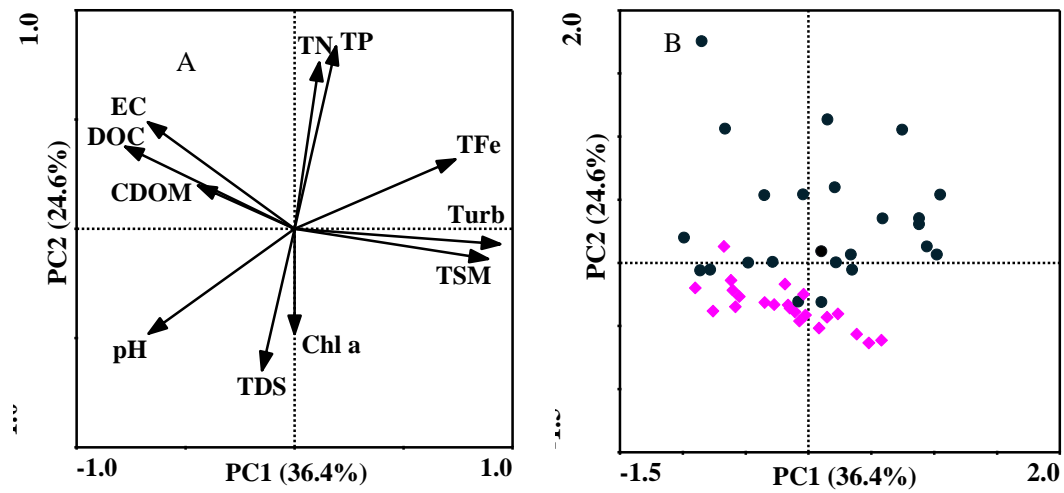 A
1.0
TN TP
EC
DOC
CDOM
TFe
Turb
TSM
pH
TDS
Chl a
PC2 (24.6%)
-1.0
PC1 (36.4%)
1.0
B
2.0
PC2 (24.6%)
-1.5
PC1 (36.4%)
2.0